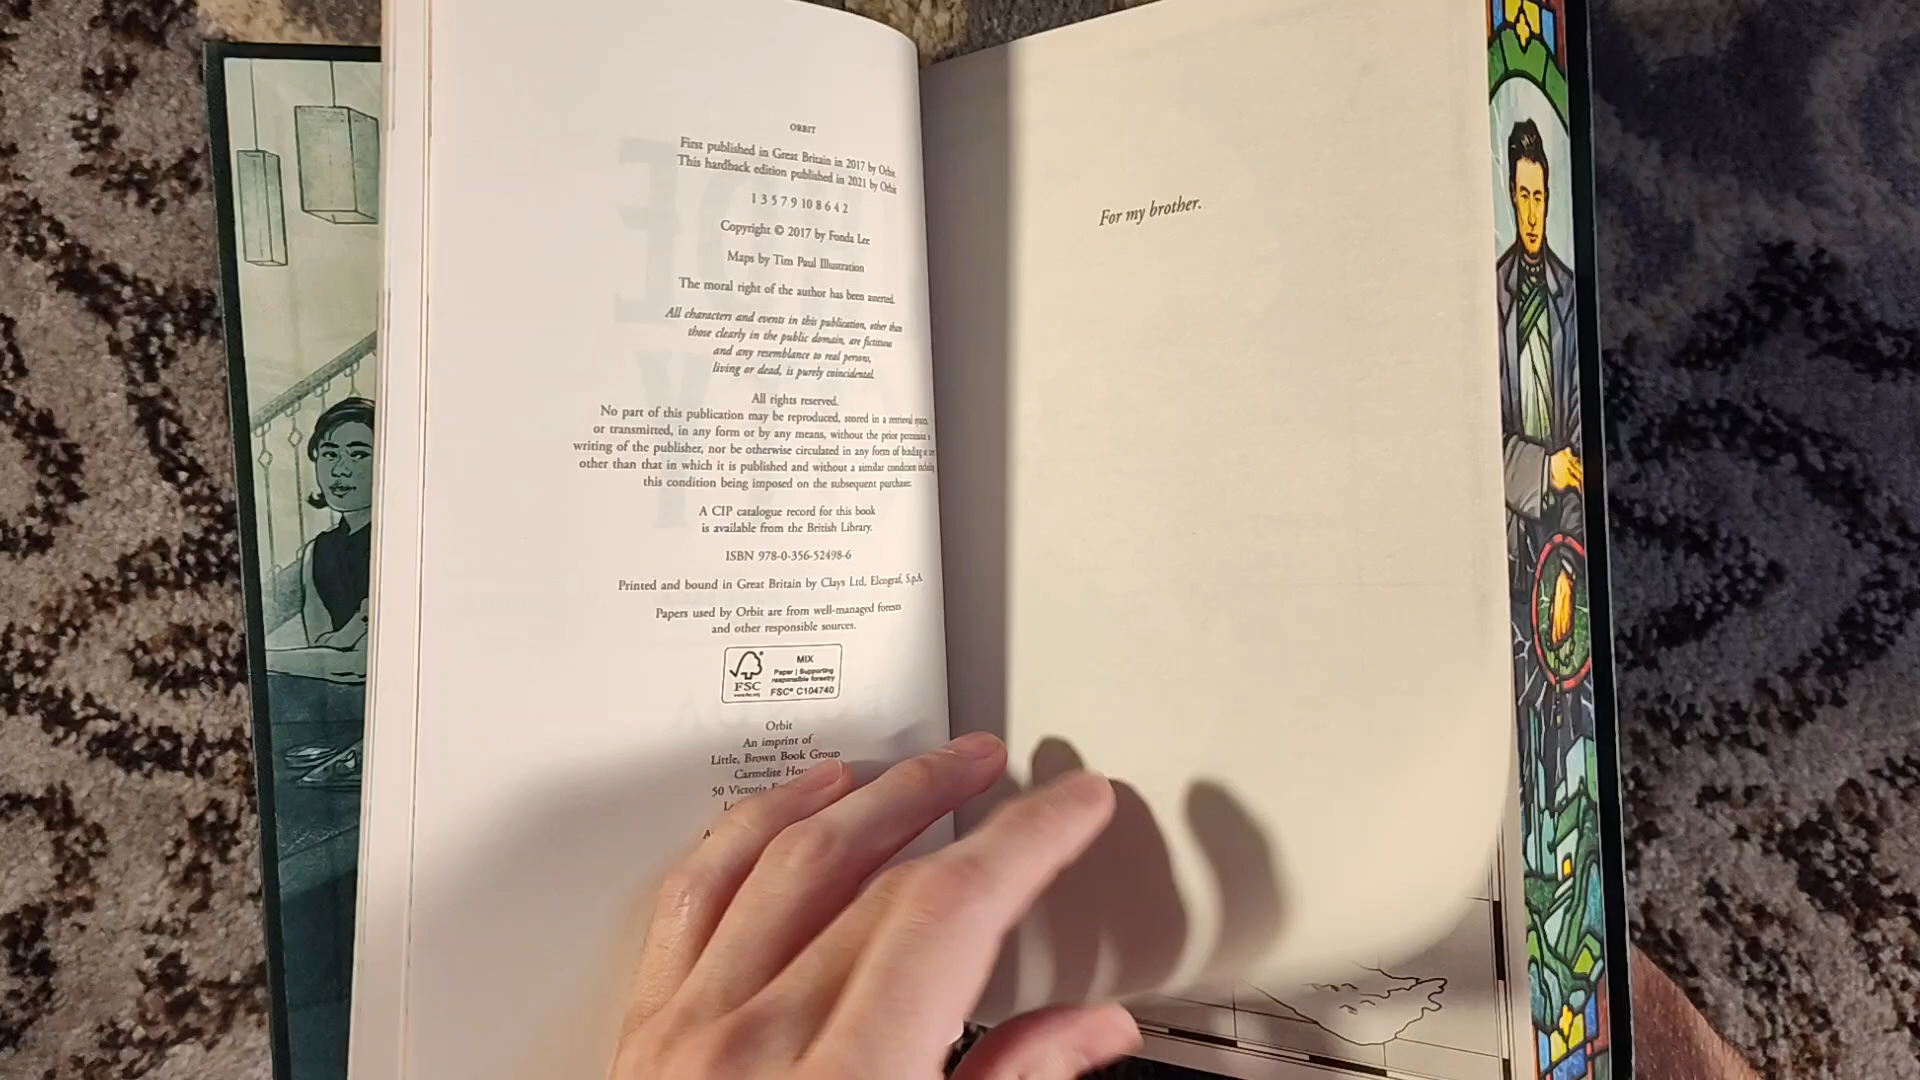 ORBIT
First published in Great Britain in 2017 by Orbit
This hardback edition published in 2021 by Orbit
1 3 5 7 9 10 8 6 4 2
Copyright © 2017 by Fonda Lee
Maps by Tim Paul Illustration
The moral right of the author has been asserted.
All characters and events in this publication, other than
those clearly in the public domain, are fictitious
and any resemblance to real persons,
living or dead, is purely coincidental.
All rights reserved.
No part of this publication may be reproduced, stored in a retrieval
or transmitted, in any form or by any means, without the prior
writing of the publisher, nor be otherwise circulated in any form of binding or
other than that in which it is published and without a similar condition including
this condition being imposed on the subsequent purchaser.
A CIP catalogue record for this book
is available from the British Library.
ISBN 978-0-356-52498-6
Printed and bound in Great Britain by Clays Ltd, Elcograf, S.p.A.
Papers used by Orbit are from well-managed forests
and other responsible sources.
FSC
MIX
Paper | Supporting
responsible forestry
FSC® C104740
Orbit
An imprint of
Little, Brown Book Group
Carmelite
50 Victoria
For my brother.